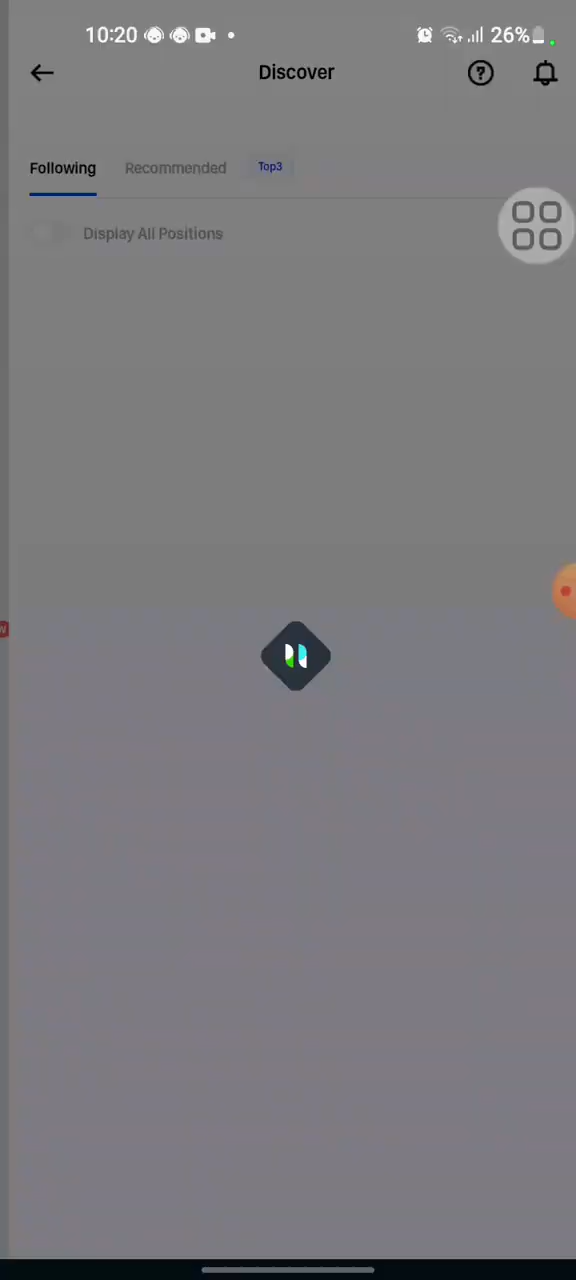 10:20
26%
Discover
Following Recommended Top3
Display All Positions